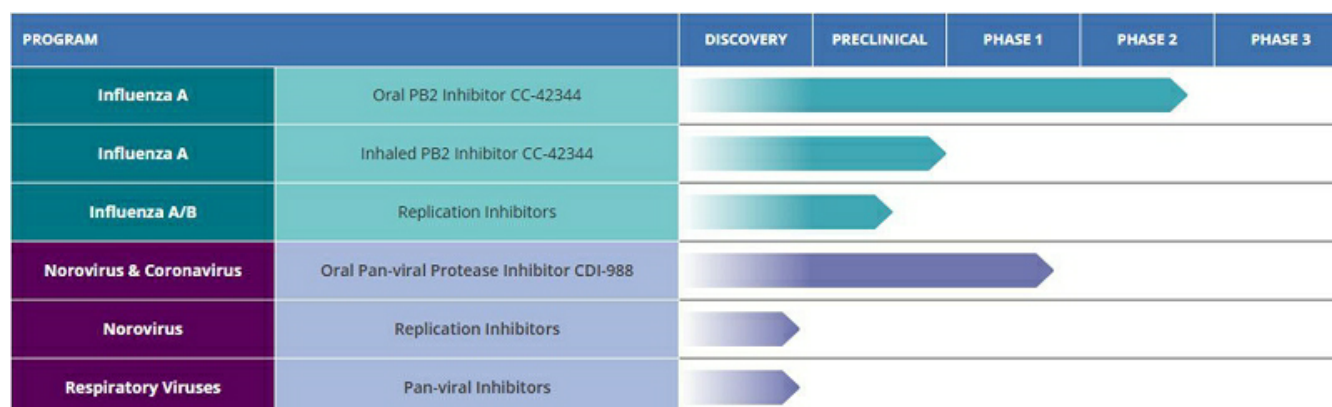 PROGRAM DISCOVERY PRECLINICAL PHASE 1 PHASE 2 PHASE 3
Influenza A Oral PB2 Inhibitor CC-42344
Influenza A Inhaled PB2 Inhibitor CC-42344
Influenza A/B Replication Inhibitors
Norovirus & Coronavirus Oral Pan-viral Protease Inhibitor CDI-988
Norovirus Replication Inhibitors
Respiratory Viruses Pan-viral Inhibitors